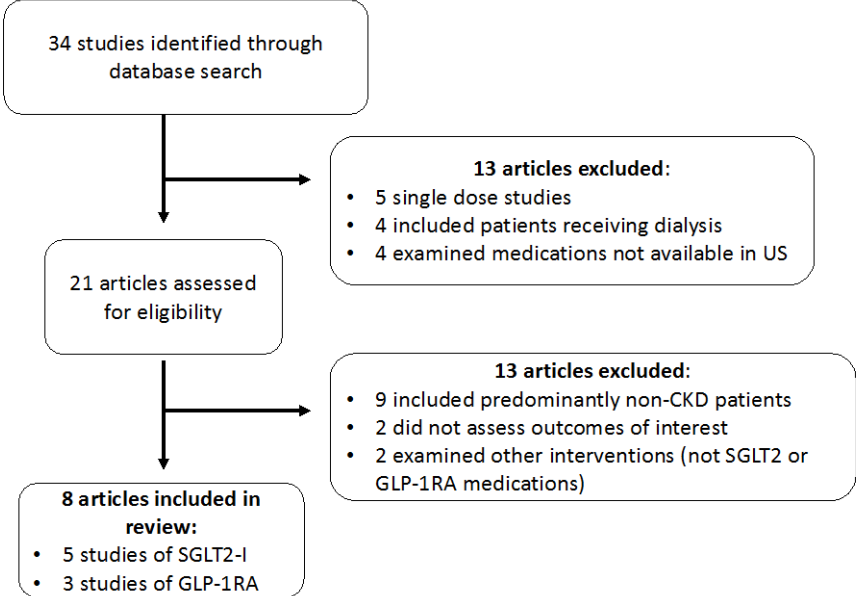 34 studies identified through
database search
13 articles excluded:
• 5 single dose studies
• 4 included patients receiving dialysis
• 4 examined medications not available in US
21 articles assessed
for eligibility
13 articles excluded:
• 9 included predominantly non-CKD patients
• 2 did not assess outcomes of interest
• 2 examined other interventions (not SGLT2 or
GLP-1RA medications)
8 articles included in
review:
• 5 studies of SGLT2-I
• 3 studies of GLP-1RA